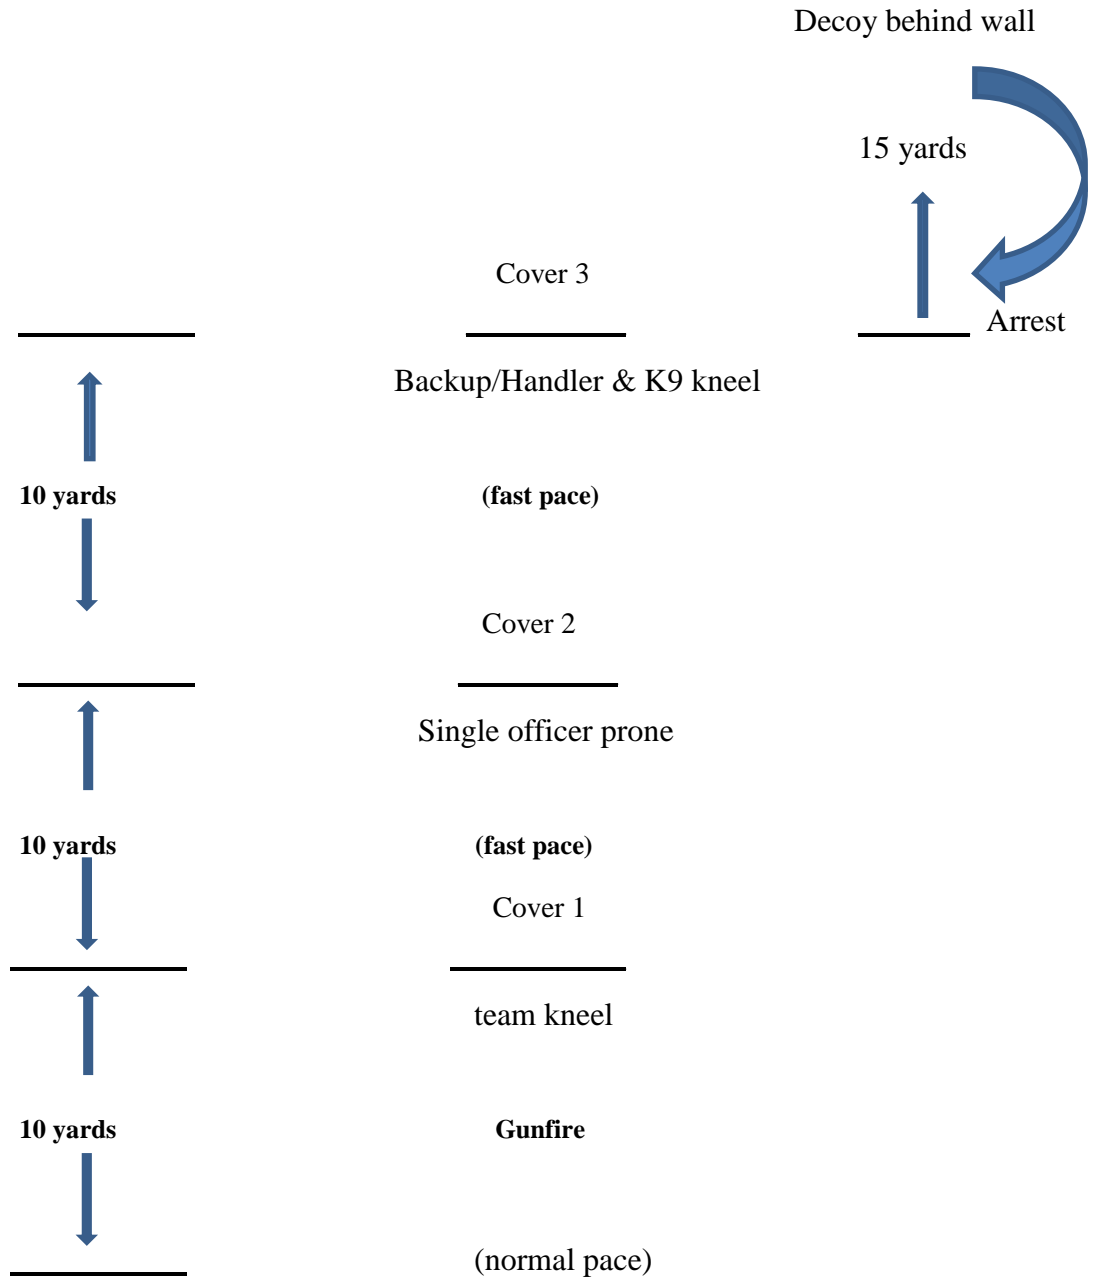 Decoy behind wall
15 yards
Cover 3
Arrest
Backup/Handler & K9 kneel
10 yards
(fast pace)
Cover 2
Single officer prone
10 yards
(fast pace)
Cover 1
team kneel
10 yards
Gunfire
(normal pace)